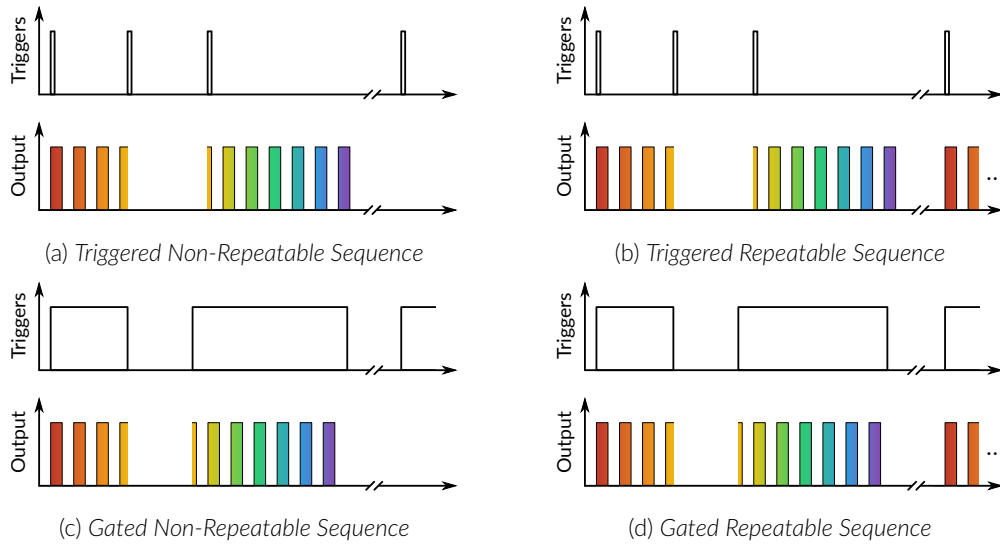 Triggers
Output
(a) Triggered Non-Repeatable Sequence
Triggers
Output
..
(b) Triggered Repeatable Sequence
Triggers
Output
(c) Gated Non-Repeatable Sequence
Triggers
Output
..
(d) Gated Repeatable Sequence